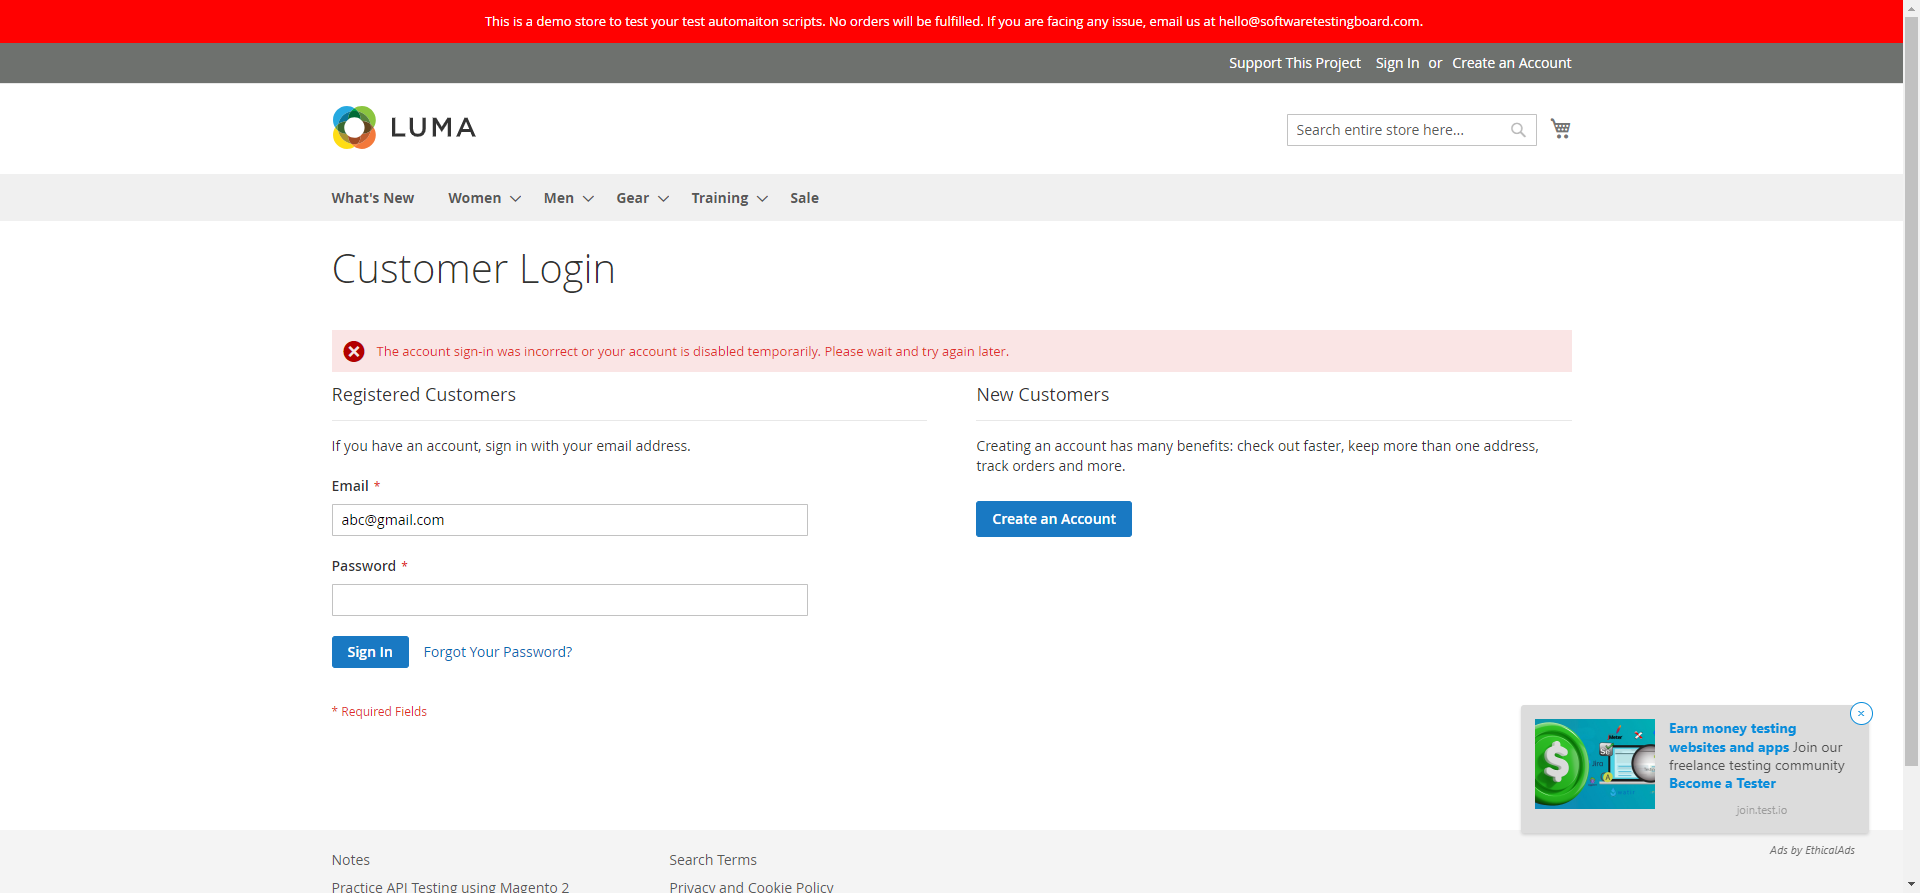 This is a demo store to test your test automaiton scripts. No orders will be fulfilled. If you are facing any issue, email us at hello@softwaretestingboard.com.
Support This Project Sign In or Create an Account
LUMA
Search entire store here...
What's New Women Men Gear Training Sale
Customer Login
The account sign-in was incorrect or your account is disabled temporarily. Please wait and try again later.
Registered Customers
If you have an account, sign in with your email address.
Email *
abc@gmail.com
Password *
Sign In Forgot Your Password?
* Required Fields
New Customers
Creating an account has many benefits: check out faster, keep more than one address,
track orders and more.
Create an Account
Earn money testing
websites and apps Join our
freelance testing community
Become a Tester
join.test.io
Ads by EthicalAds
Notes
Practice API Testing using Magento 2
Search Terms
Privacy and Cookie Policy